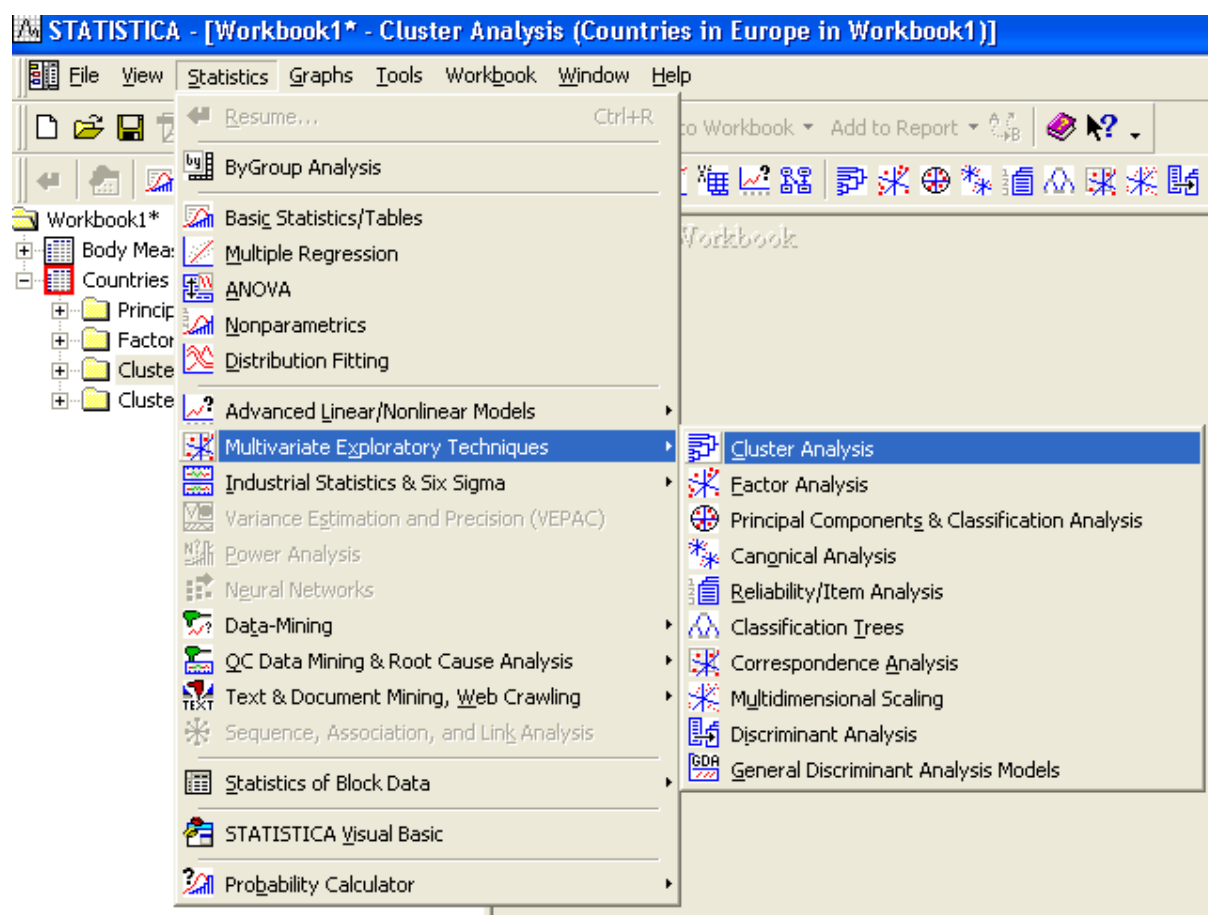 STATISTICA - [Workbook1* - Cluster Analysis (Countries in Europe in Workbook1)]
File View Statistics Graphs Tools Workbook Window Help
to Workbook Add to Report
Workbook
Workbook1*
Body Mea
Countries
Princip
Factor
Cluste
Cluste
Resume... Ctrl+R
ByGroup Analysis
Basic Statistics/Tables
Multiple Regression
ANOVA
Nonparametrics
Distribution Fitting
Advanced Linear/Nonlinear Models
Multivariate Exploratory Techniques
Industrial Statistics & Six Sigma
Variance Estimation and Precision (VEPAC)
Power Analysis
Neural Networks
Data-Mining
QC Data Mining & Root Cause Analysis
Text & Document Mining, Web Crawling
Sequence, Association, and Link Analysis
Statistics of Block Data
STATISTICA Visual Basic
Probability Calculator
Cluster Analysis
Factor Analysis
Principal Components & Classification Analysis
Canonical Analysis
Reliability/Item Analysis
Classification Trees
Correspondence Analysis
Multidimensional Scaling
Discriminant Analysis
General Discriminant Analysis Models